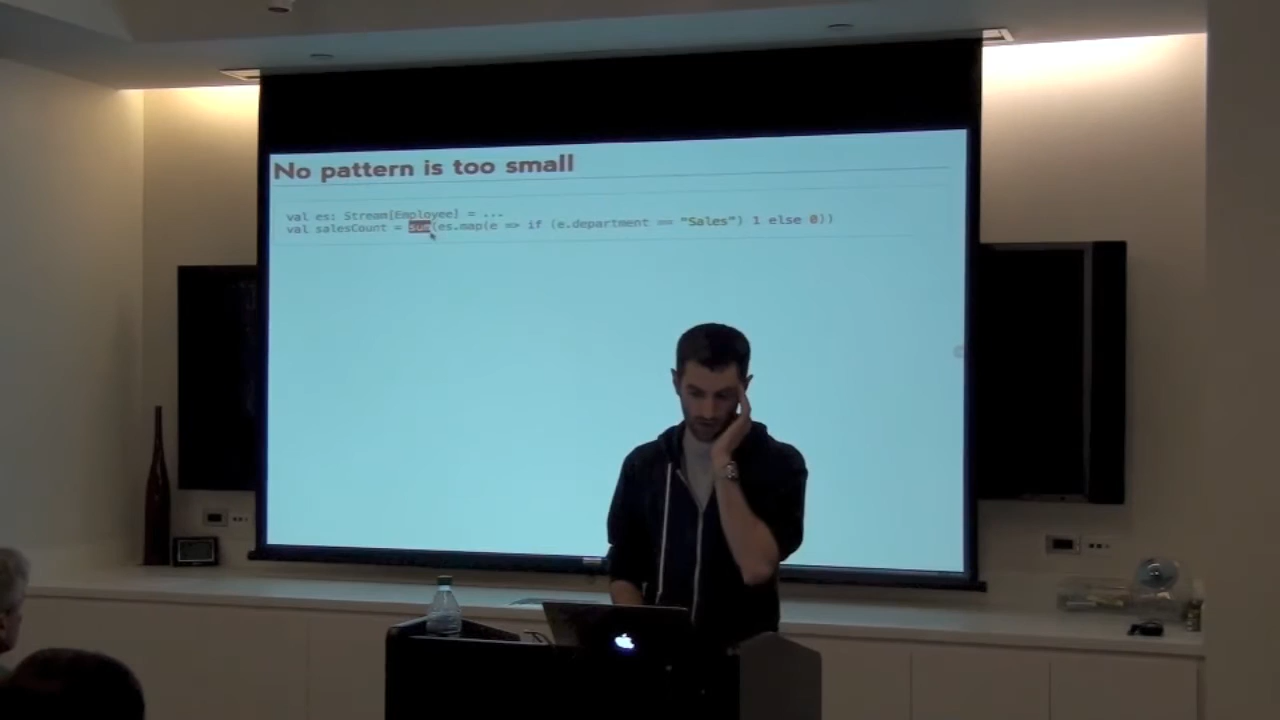 No pattern is too small
val es: Stream[Employee] = ...
val salesCount = sum(es.map(e => if (e.department == "Sales") 1 else 0))